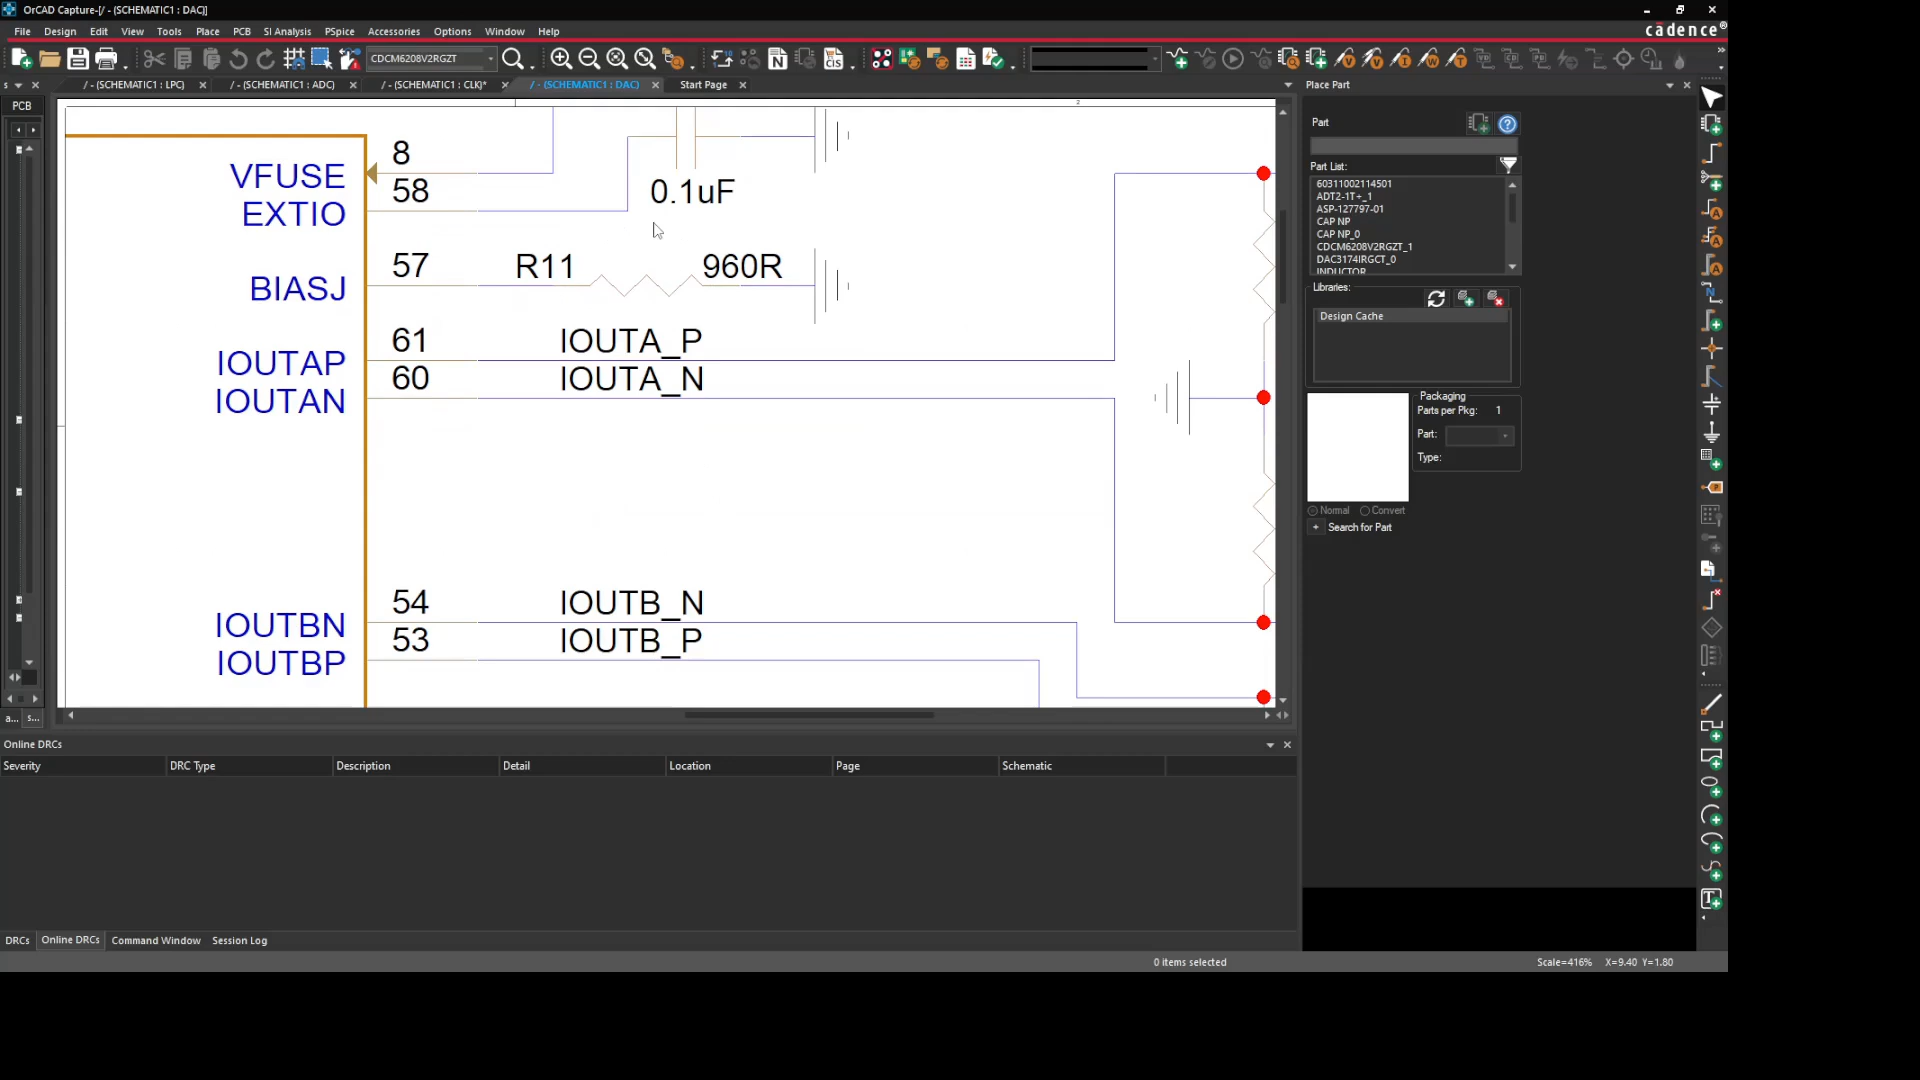 OrCAD Capture-[/ - (SCHEMATIC1 : DAC)]
File Design Edit View Tools Place PCB SI Analysis PSpice Accessories Options Window Help
cādence®
CDCM6208V2RGZT
s / - (SCHEMATIC1 : LPC) / - (SCHEMATIC1 : ADC) / - (SCHEMATIC1 : CLK)* / - (SCHEMATIC1 : DAC) Start Page
PCB
2
8
VFUSE
58
EXTIO
0.1uF
57
BIASJ
R11
960R
61
IOUTAP
IOUTA_P
60
IOUTAN
IOUTA_N
54
IOUTBN
IOUTB_N
53
IOUTBP
IOUTB_P
a... s...
Place Part
Part
Part List:
60311002114501
ADT2-1T+_1
ASP-127797-01
CAP NP
CAP NP_0
CDCM6208V2RGZT_1
DAC3174IRGCT_0
INDUCTOR
Libraries:
Design Cache
Packaging
Parts per Pkg: 1
Part:
Type:
Normal Convert
+ Search for Part
Online DRCs
Severity DRC Type Description Detail Location Page Schematic
DRCs Online DRCs Command Window Session Log
0 items selected Scale=416% X=9.40 Y=1.80